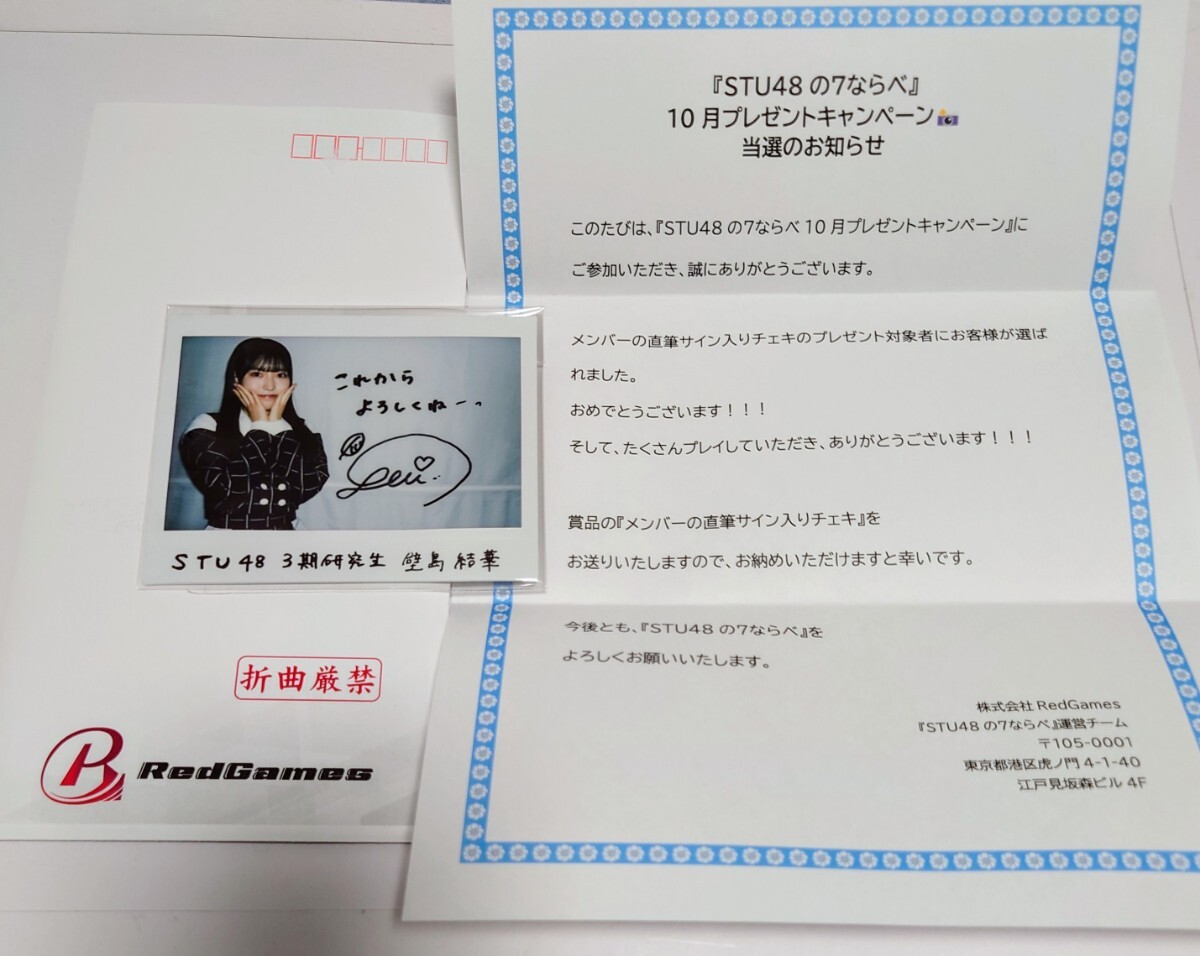 『STU48の7ならべ』
10月プレゼントキャンペーン📸
当選のお知らせ
このたびは、『STU48の7ならべ10月プレゼントキャンペーン』に
ご参加いただき、誠にありがとうございます。
メンバーの直筆サイン入りチェキのプレゼント対象者にお客様が選ば
れました。
おめでとうございます！！！
そして、たくさんプレイしていただき、ありがとうございます！！！
賞品の『メンバーの直筆サイン入りチェキ』を
お送りいたしますので、お納めいただけますと幸いです。
今後とも、『STU48の7ならべ』を
よろしくお願いいたします。
株式会社RedGames
『STU48の7ならべ』運営チーム
〒105-0001
東京都港区虎ノ門4-1-40
江戸見坂森ビル4F
これから
よろしくねーっ
STU48 3期研究生 壁島結華
折曲厳禁
RedGames